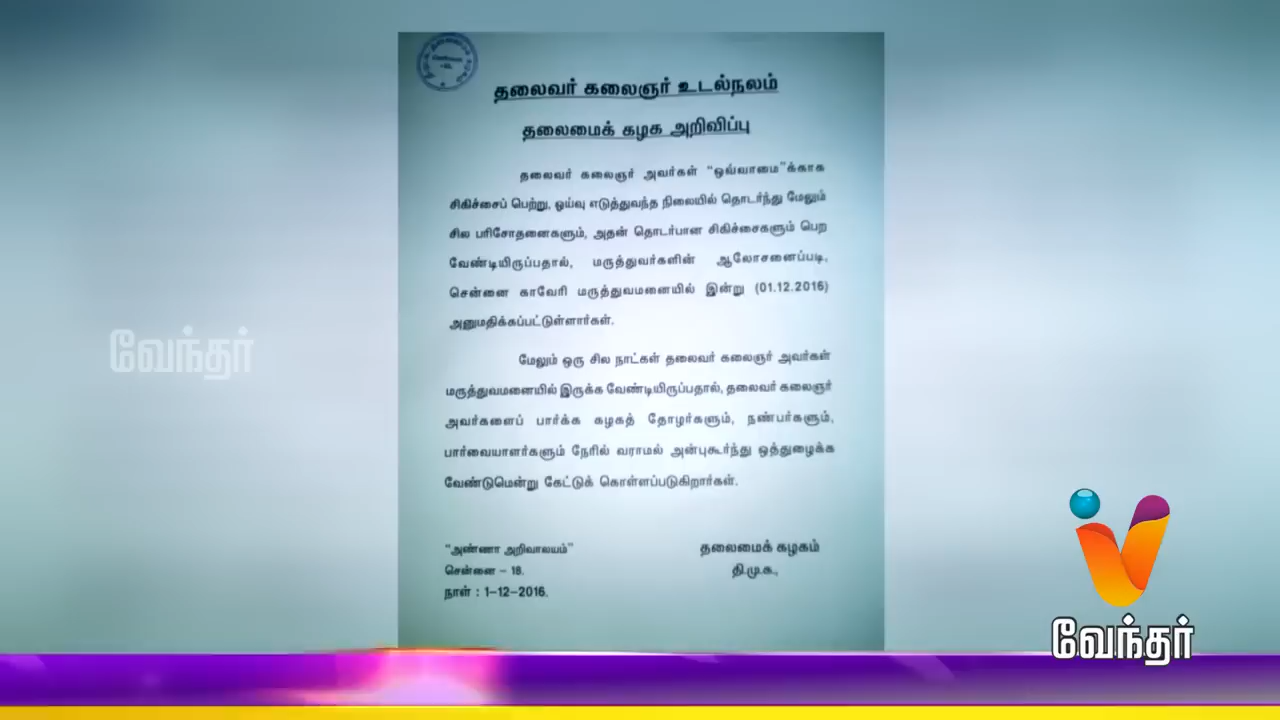 தலைவர் கலைஞர் உடல்நலம்
தலைமைக் கழக அறிவிப்பு
தலைவர் கலைஞர் அவர்கள் “ஒவ்வாமை”க்காக
சிகிச்சைப் பெற்று, ஓய்வு எடுத்துவந்த நிலையில் தொடர்ந்து மேலும்
சில பரிசோதனைகளும், அதன் தொடர்பான சிகிச்சைகளும் பெற
வேண்டியிருப்பதால், மருத்துவர்களின் ஆலோசனைப்படி,
சென்னை காவேரி மருத்துவமனையில் இன்று (01.12.2016)
அனுமதிக்கப்பட்டுள்ளார்கள்.
மேலும் ஒரு சில நாட்கள் தலைவர் கலைஞர் அவர்கள்
மருத்துவமனையில் இருக்க வேண்டியிருப்பதால், தலைவர் கலைஞர்
அவர்களைப் பார்க்க கழகத் தோழர்களும், நண்பர்களும்,
பார்வையாளர்களும் நேரில் வராமல் அன்புகூர்ந்து ஒத்துழைக்க
வேண்டுமென்று கேட்டுக் கொள்ளப்படுகிறார்கள்.
“அண்ணா அறிவாலயம்” தலைமைக் கழகம்
சென்னை – 18. தி.மு.க.,
நாள் : 1–12–2016.
வேந்தர்
வேந்தர்